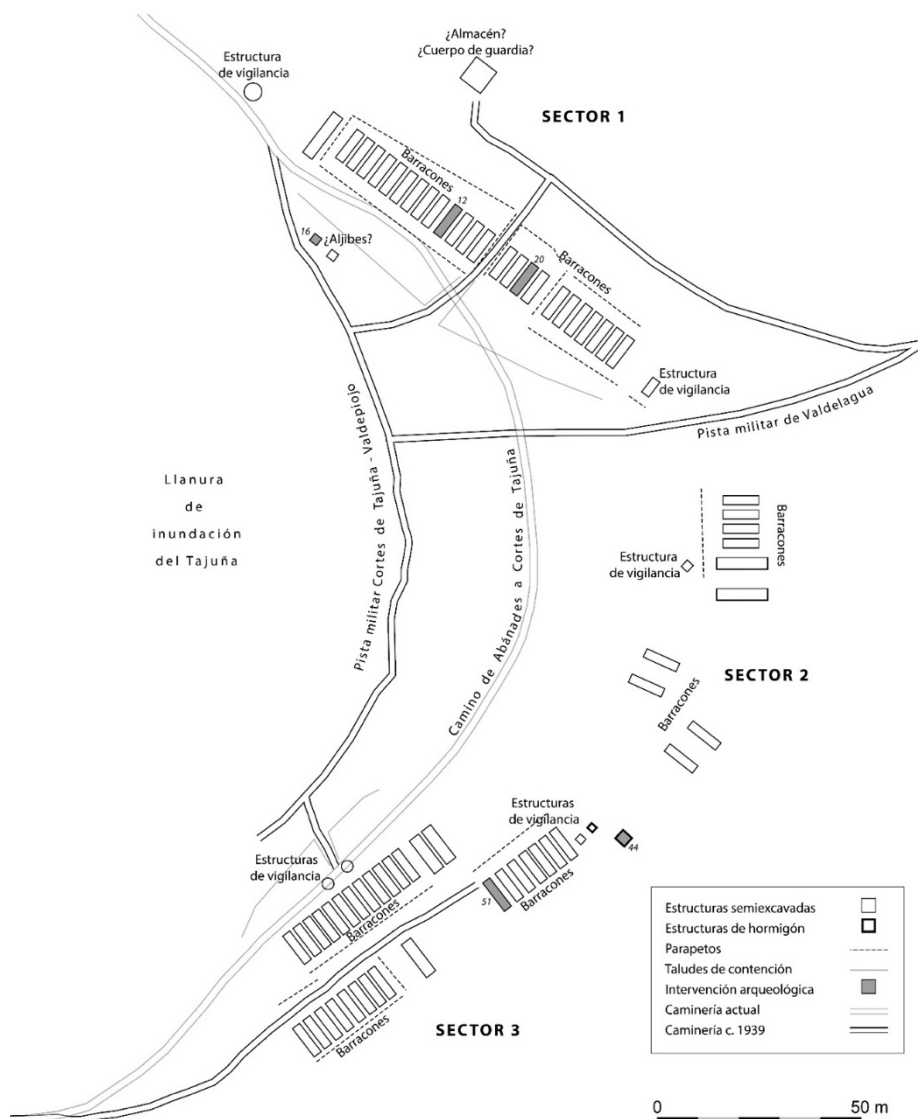 ¿Almacén?
¿Cuerpo de guardia?
Estructura
de vigilancia
SECTOR 1
Barracones
12
16
¿Aljibes?
20
Barracones
Estructura
de vigilancia
Pista militar de Valdelagua
Pista militar Cortes de Tajuña - Valdepiojo
Camino de Abánades a Cortes de Tajuña
Llanura
de
inundación
del Tajuña
Barracones
Estructura
de vigilancia
SECTOR 2
Barracones
Estructuras
de vigilancia
44
51
Barracones
Estructuras
de vigilancia
Barracones
Barracones
SECTOR 3
Estructuras semiexcavadas
Estructuras de hormigón
Parapetos
Taludes de contención
Intervención arqueológica
Caminería actual
Caminería c. 1939
0 50 m